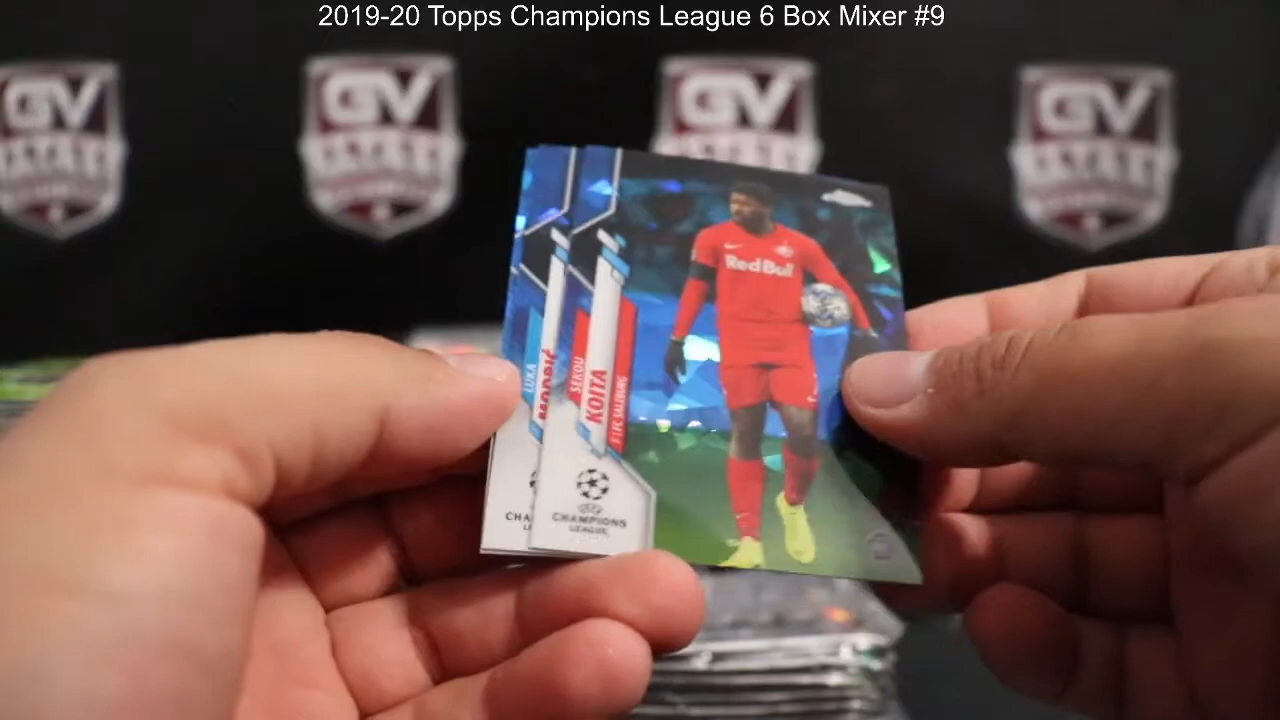 2019-20 Topps Champions League 6 Box Mixer #9
GV
GV
GV
GV
Red Bull
LUKA
MODRIĆ
SEKOU
KOITA
FC SALZBURG
CHA
CHAMPIONS
LEAGUE